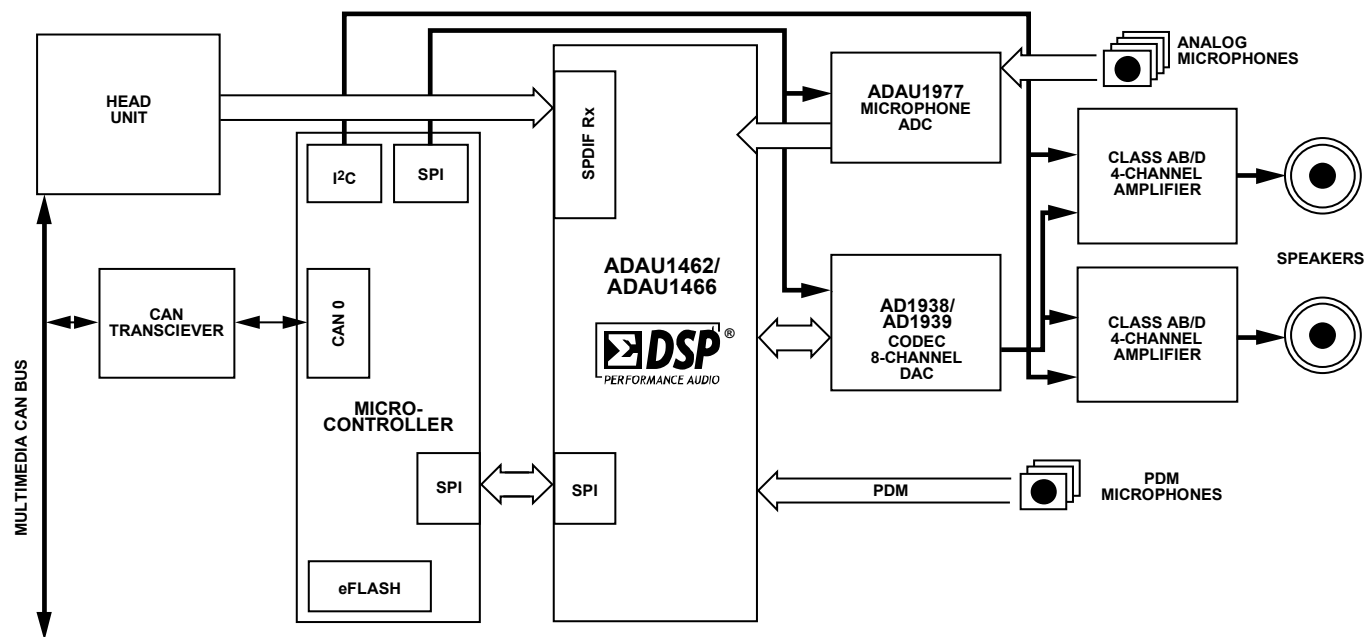 HEAD
UNIT
I²C
SPI
SPDIF Rx
ADAU1977
MICROPHONE
ADC
ANALOG
MICROPHONES
CLASS AB/D
4-CHANNEL
AMPLIFIER
SPEAKERS
CAN
TRANSCIEVER
CAN 0
ADAU1462/
ADAU1466
ΣDSP®
PERFORMANCE AUDIO
AD1938/
AD1939
CODEC
8-CHANNEL
DAC
CLASS AB/D
4-CHANNEL
AMPLIFIER
MULTIMEDIA CAN BUS
MICRO-
CONTROLLER
SPI
SPI
PDM
PDM
MICROPHONES
eFLASH